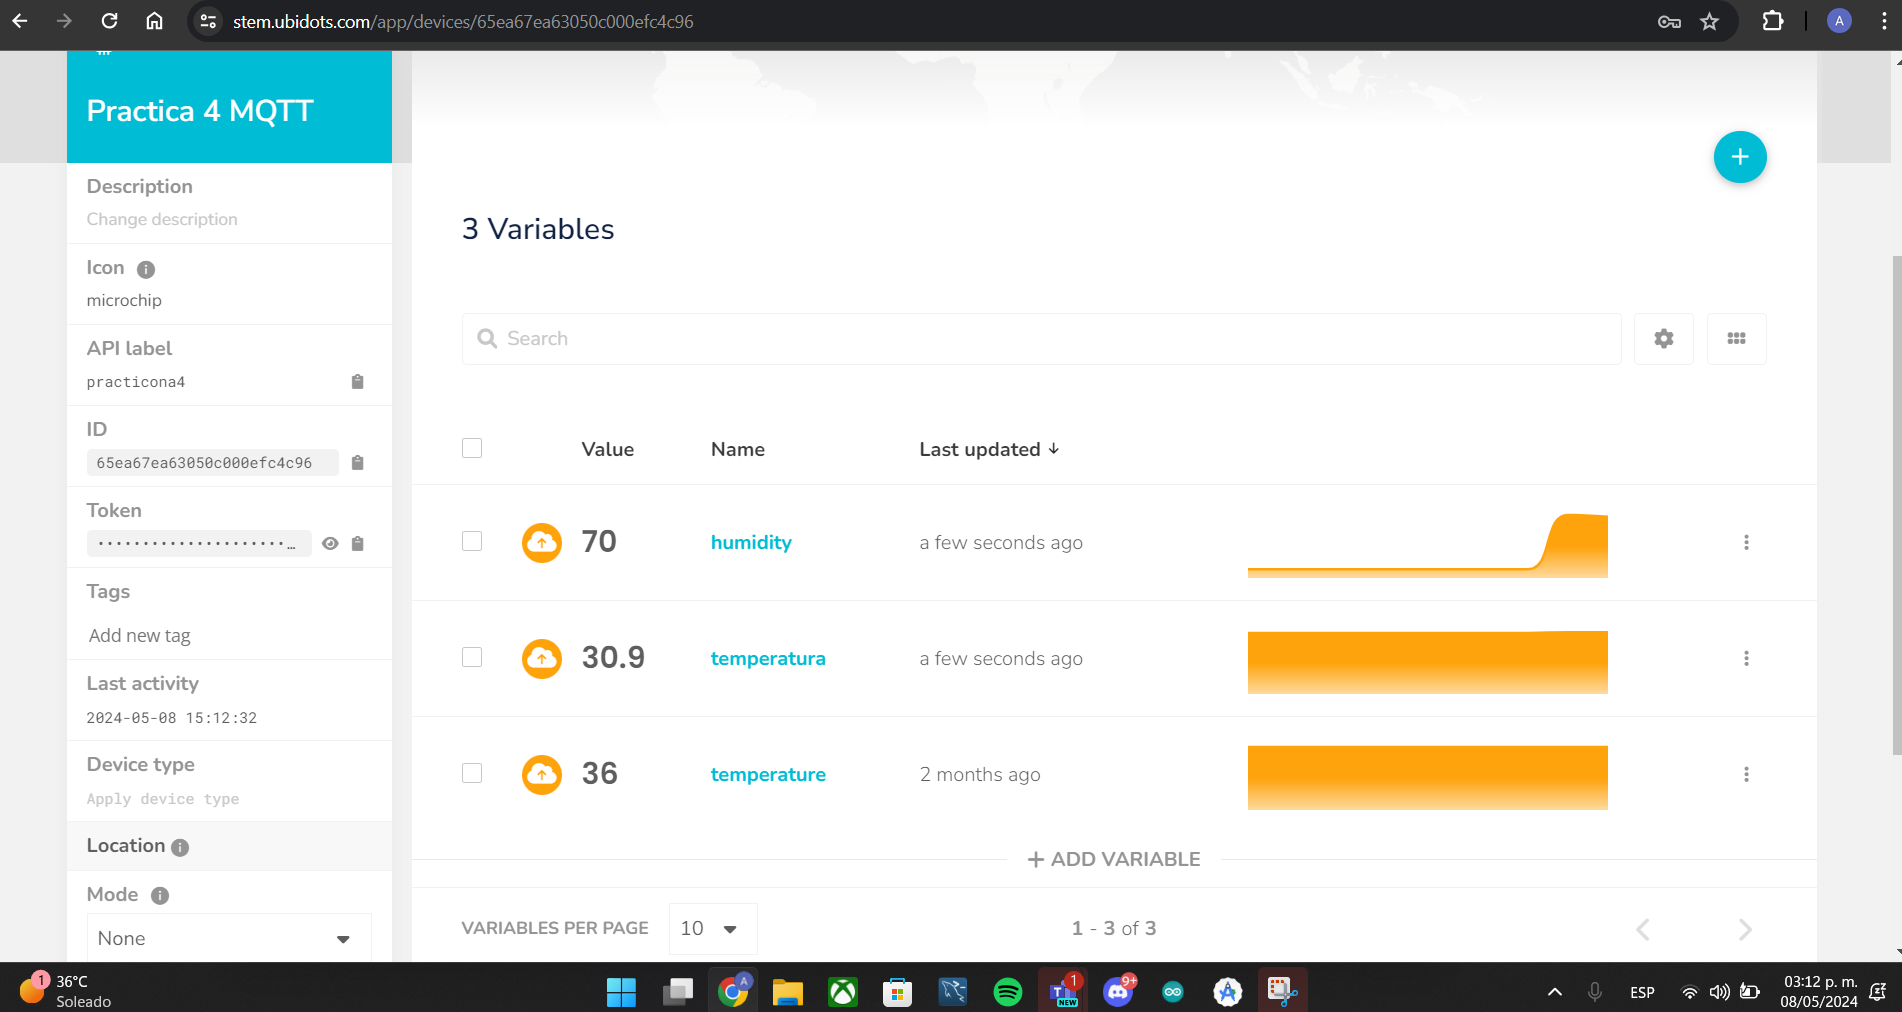 stem.ubidots.com/app/devices/65ea67ea63050c000efc4c96
A
Practica 4 MQTT
Description
Change description
Icon
microchip
API label
practicona4
ID
65ea67ea63050c000efc4c96
Token
Tags
Add new tag
Last activity
2024-05-08 15:12:32
Device type
Apply device type
Location
Mode
None
3 Variables
Search
Value Name Last updated
70 humidity a few seconds ago
30.9 temperatura a few seconds ago
36 temperature 2 months ago
ADD VARIABLE
VARIABLES PER PAGE 10 1 - 3 of 3
1
36°C
Soleado
A
1
NEW
9+
ESP
03:12 p. m.
08/05/2024